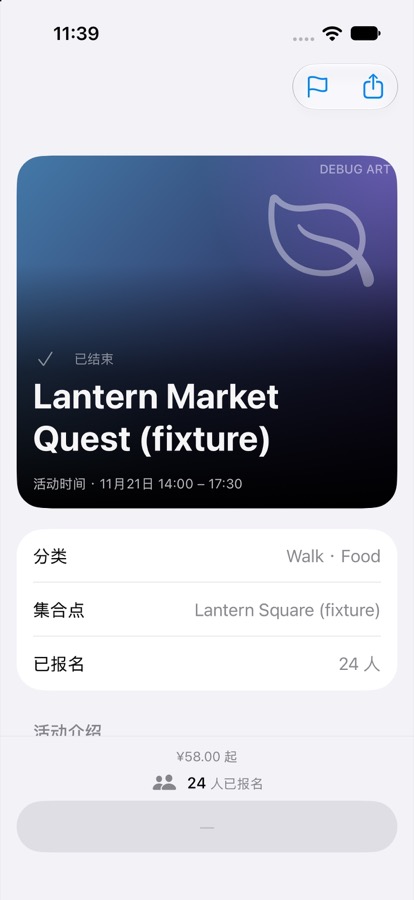 11:39
DEBUG ART
已结束
Lantern Market
Quest (fixture)
活动时间 · 11月21日 14:00 – 17:30
分类 Walk · Food
集合点 Lantern Square (fixture)
已报名 24 人
活动介绍
¥58.00 起
24 人已报名
—